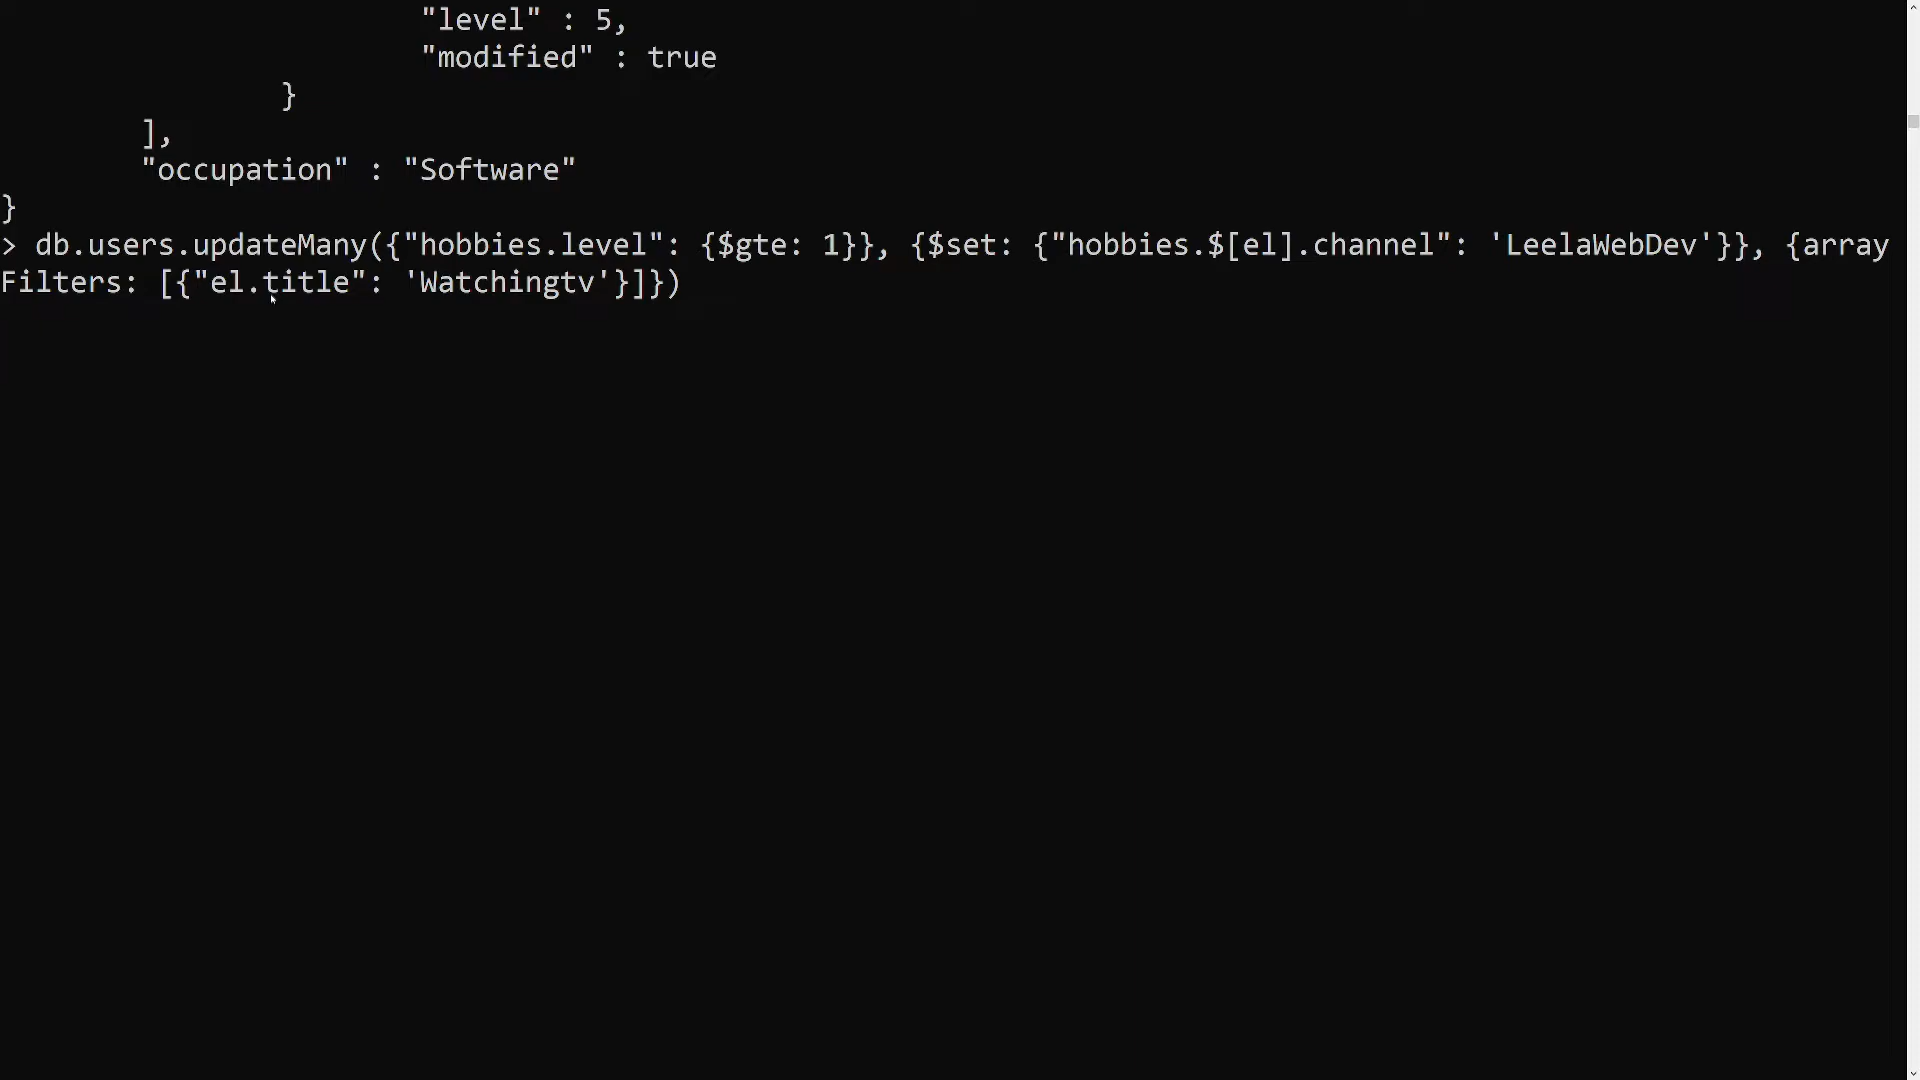 "level" : 5,
"modified" : true
}
],
"occupation" : "Software"
}
> db.users.updateMany({"hobbies.level": {$gte: 1}}, {$set: {"hobbies.$[el].channel": 'LeelaWebDev'}}, {array
Filters: [{"el.title": 'Watchingtv'}]})